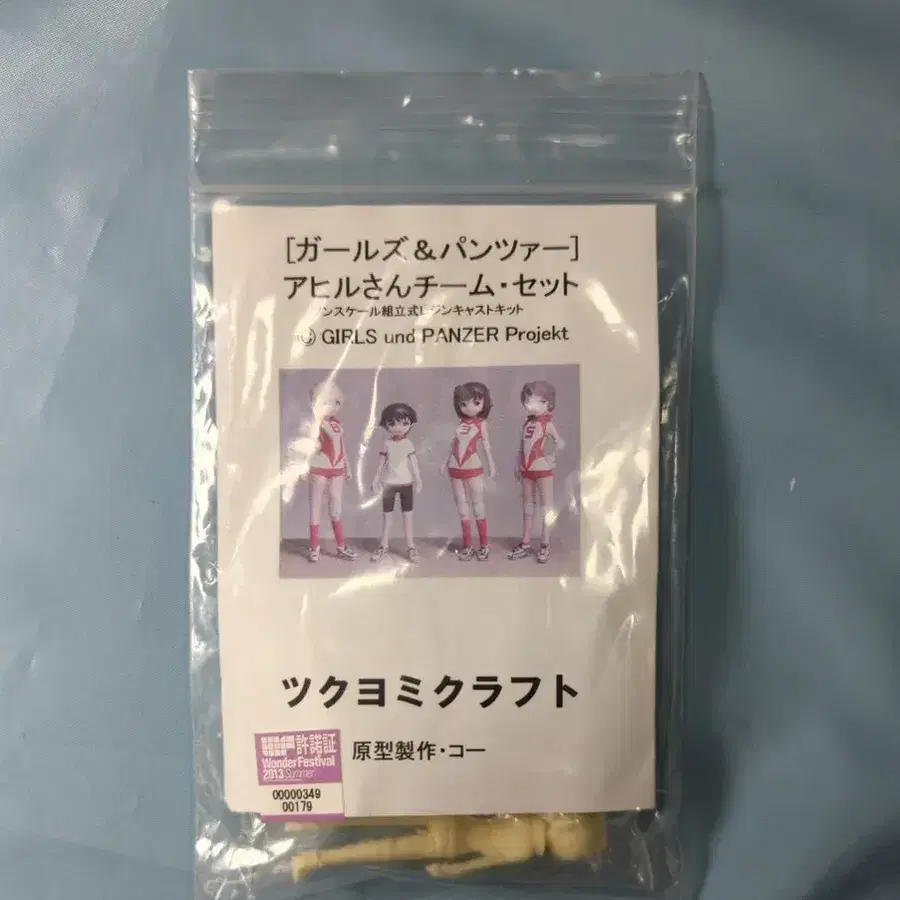 [ガールズ&パンツァー]
アヒルさんチーム・セット
ノンスケール組立式レジンキャストキット
© GIRLS und PANZER Projekt
ツクヨミクラフト
原型製作・コー
WF 許諾証
Wonder Festival
2013 Summer
00000349
00179